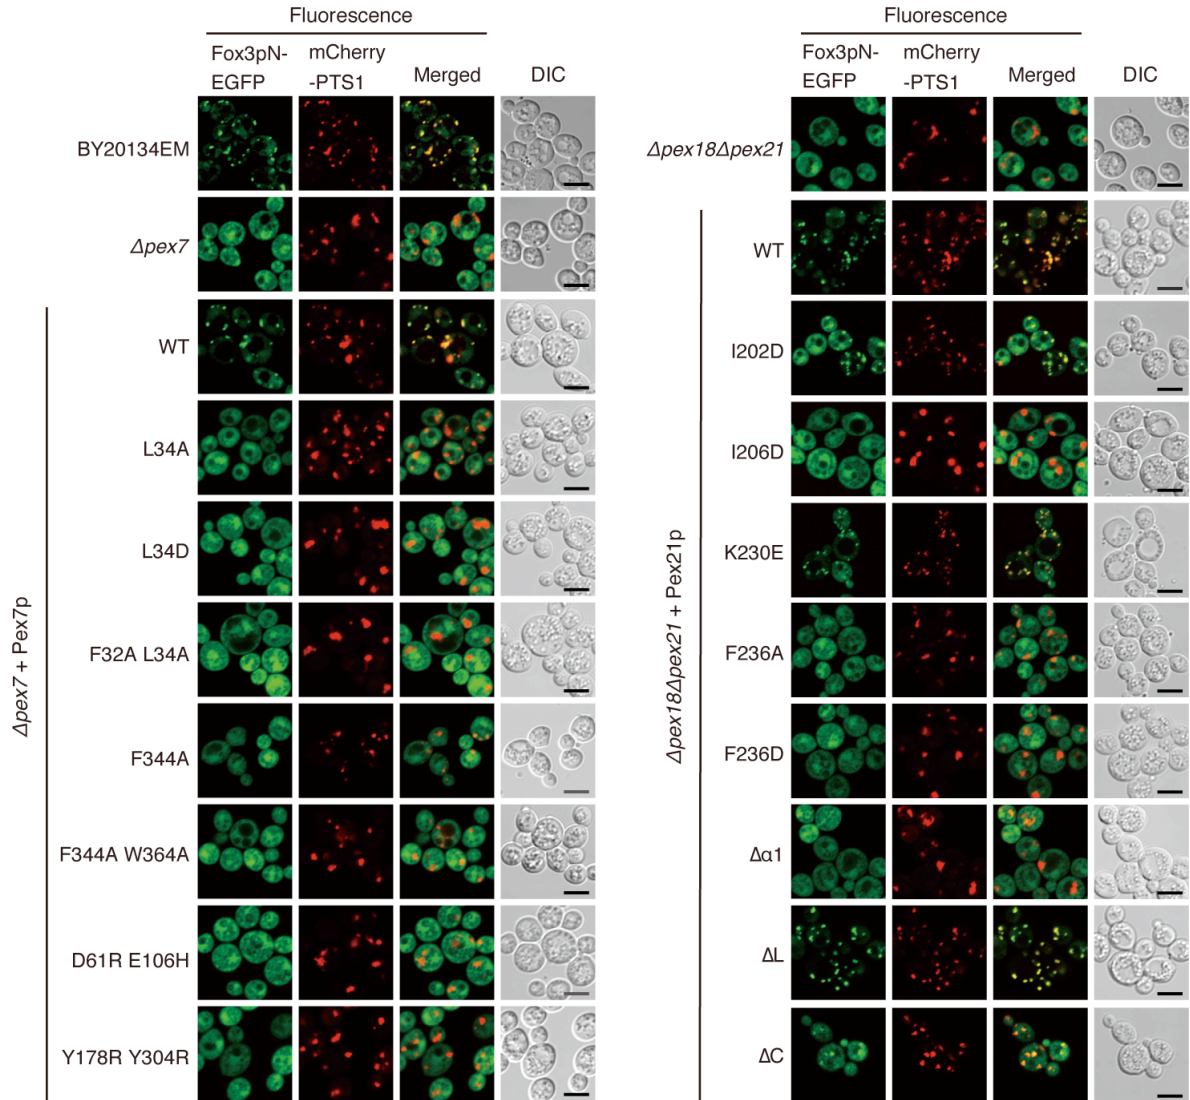 Fluorescence
Fox3pN-
EGFP
mCherry
-PTS1
Merged
DIC
BY20134EM
Δpex7
WT
L34A
L34D
F32A L34A
F344A
F344A W364A
D61R E106H
Y178R Y304R
Δpex7 + Pex7p
Fluorescence
Fox3pN-
EGFP
mCherry
-PTS1
Merged
DIC
Δpex18Δpex21
WT
I202D
I206D
K230E
F236A
F236D
Δα1
ΔL
ΔC
Δpex18Δpex21 + Pex21p